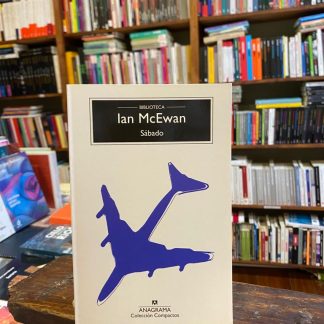 BIBLIOTECA
Ian McEwan
Sábado
ANAGRAMA
Colección Compactos